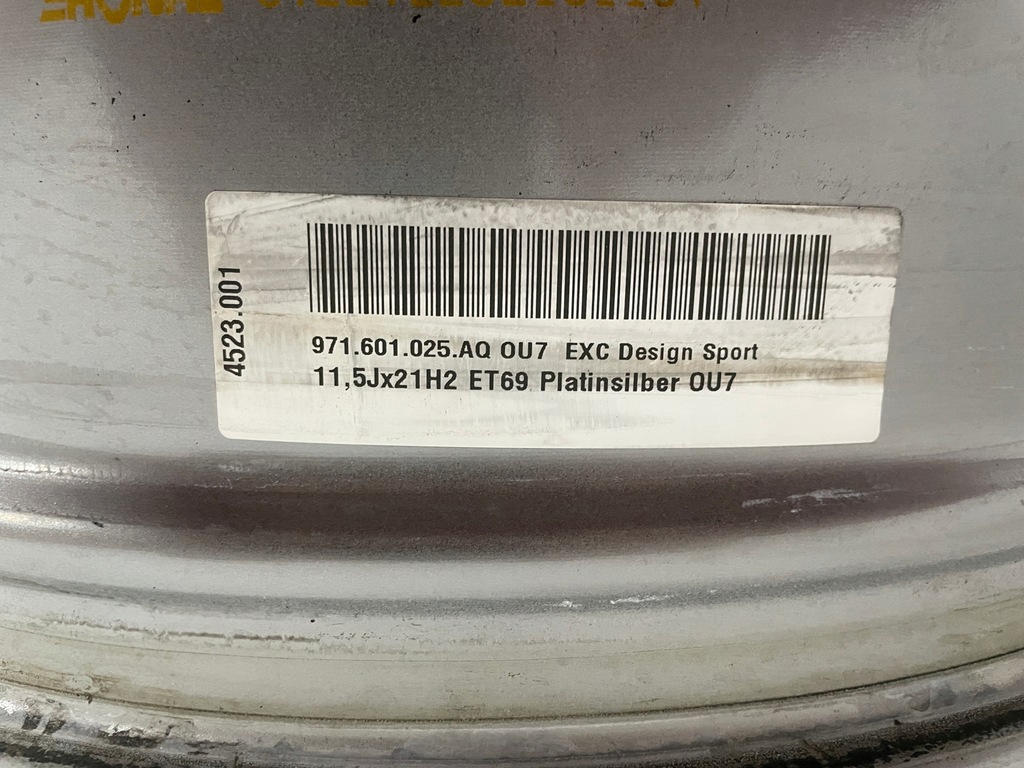 4523.001
971.601.025.AQ OU7 EXC Design Sport
11,5Jx21H2 ET69 Platinsilber OU7